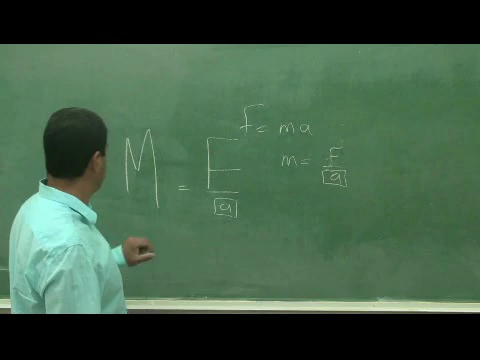 f = ma
m = F/a
M = F/a